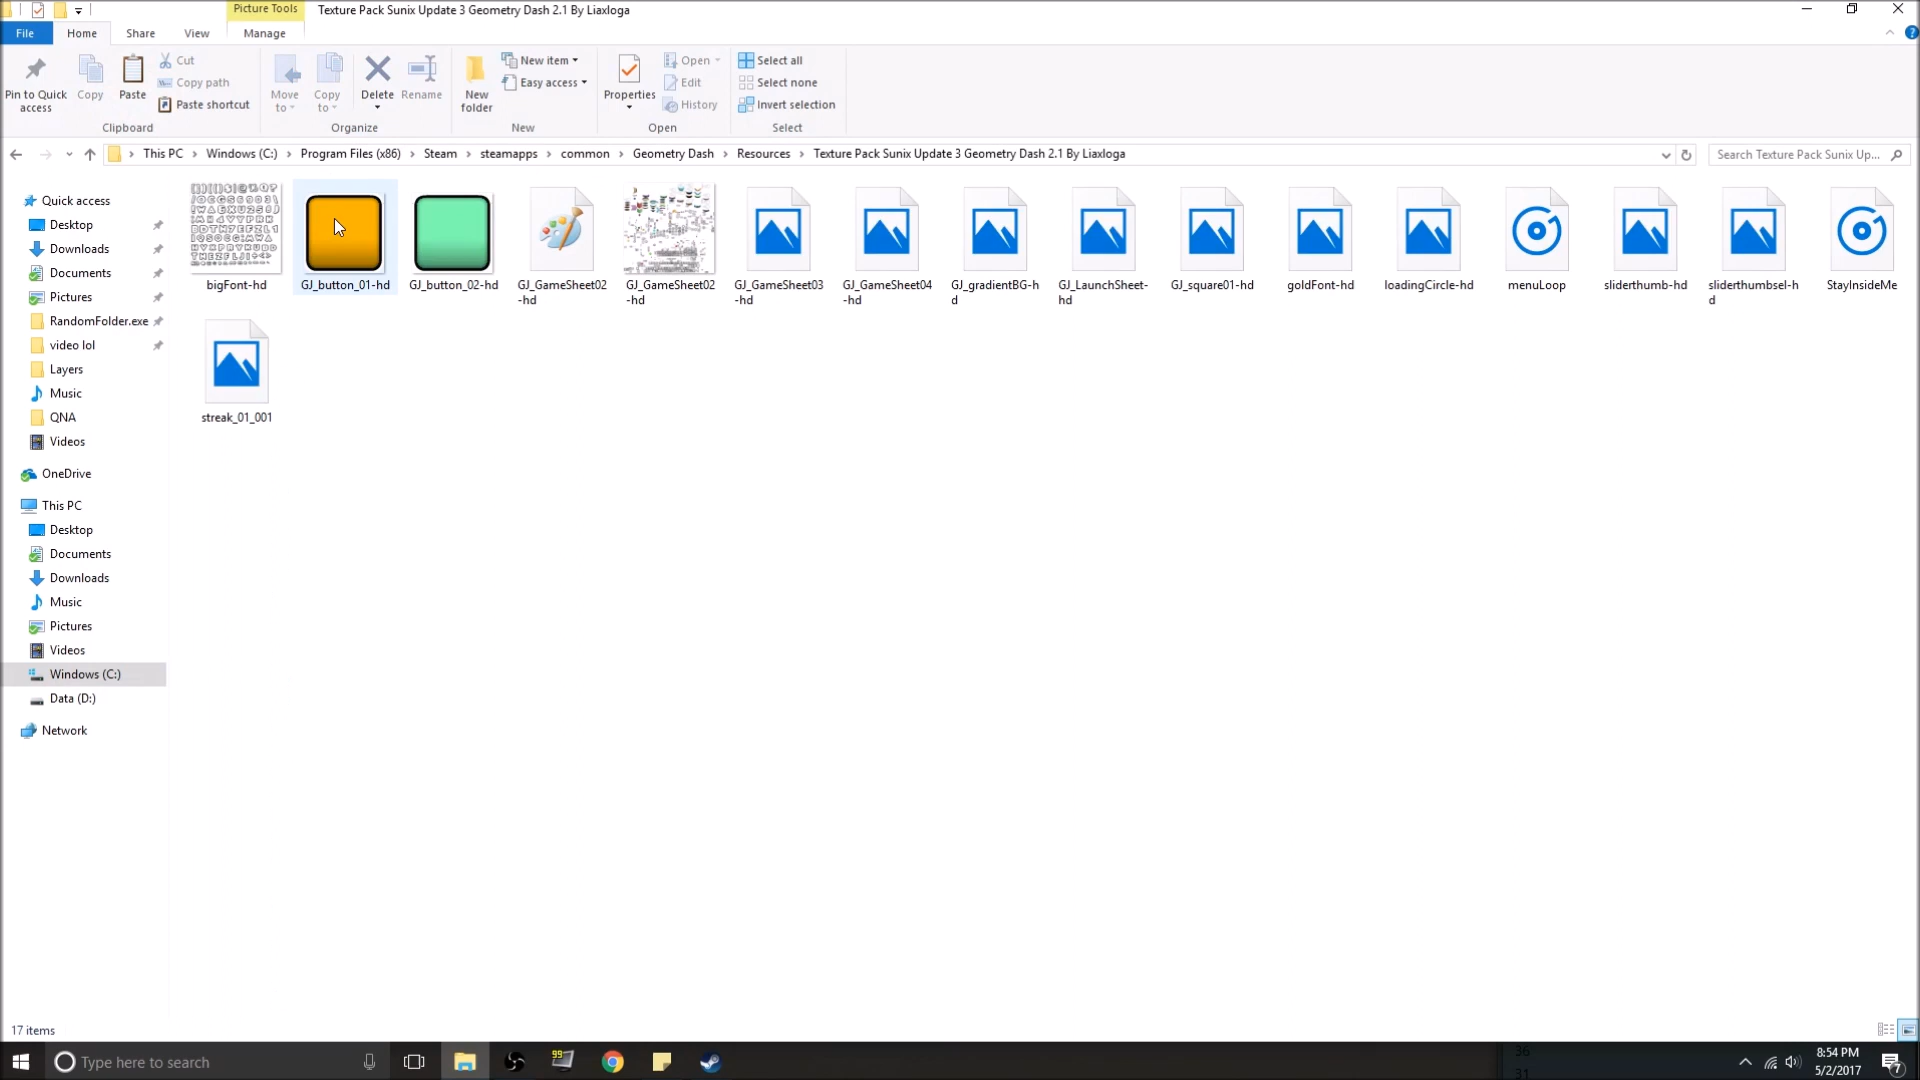 Picture Tools
Texture Pack Sunix Update 3 Geometry Dash 2.1 By Liaxloga
File
Home
Share
View
Manage
Pin to Quick access
Copy
Paste
Cut
Copy path
Paste shortcut
Clipboard
Move to
Copy to
Delete
Rename
Organize
New folder
New item
Easy access
New
Properties
Open
Edit
History
Open
Select all
Select none
Invert selection
Select
This PC > Windows (C:) > Program Files (x86) > Steam > steamapps > common > Geometry Dash > Resources > Texture Pack Sunix Update 3 Geometry Dash 2.1 By Liaxloga
Search Texture Pack Sunix Up...
Quick access
Desktop
Downloads
Documents
Pictures
RandomFolder.exe
video lol
Layers
Music
QNA
Videos
OneDrive
This PC
Desktop
Documents
Downloads
Music
Pictures
Videos
Windows (C:)
Data (D:)
Network
bigFont-hd
GJ_button_01-hd
GJ_button_02-hd
GJ_GameSheet02
-hd
GJ_GameSheet02
-hd
GJ_GameSheet03
-hd
GJ_GameSheet04
-hd
GJ_gradientBG-h
d
GJ_LaunchSheet-
hd
GJ_square01-hd
goldFont-hd
loadingCircle-hd
menuLoop
sliderthumb-hd
sliderthumbsel-h
d
StayInsideMe
streak_01_001
17 items
Type here to search
99
36
31
8:54 PM
5/2/2017
7